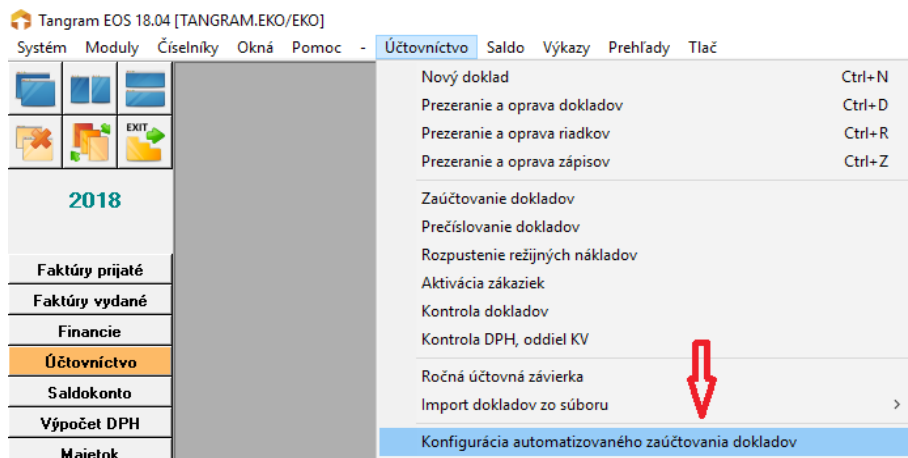 Tangram EOS 18.04 [TANGRAM.EKO/EKO]
Systém Moduly Číselníky Okná Pomoc - Účtovníctvo Saldo Výkazy Prehľady Tlač
EXIT
2018
Faktúry prijaté
Faktúry vydané
Financie
Účtovníctvo
Saldokonto
Výpočet DPH
Majetok
Nový doklad Ctrl+N
Prezeranie a oprava dokladov Ctrl+D
Prezeranie a oprava riadkov Ctrl+R
Prezeranie a oprava zápisov Ctrl+Z
Zaúčtovanie dokladov
Prečíslovanie dokladov
Rozpustenie režijných nákladov
Aktivácia zákaziek
Kontrola dokladov
Kontrola DPH, oddiel KV
Ročná účtovná závierka
Import dokladov zo súboru >
Konfigurácia automatizovaného zaúčtovania dokladov